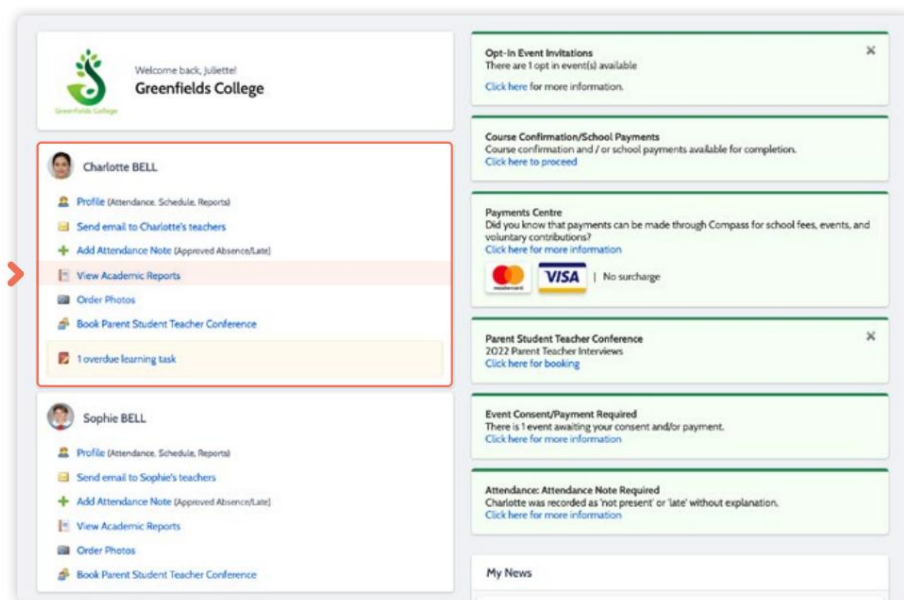 Welcome back, Juliette!
Greenfields College
Greenfields College
Charlotte BELL
Profile (Attendance, Schedule, Reports)
Send email to Charlotte's teachers
Add Attendance Note (Approved Absence/Late)
View Academic Reports
Order Photos
Book Parent Student Teacher Conference
1 overdue learning task
Sophie BELL
Profile (Attendance, Schedule, Reports)
Send email to Sophie's teachers
Add Attendance Note (Approved Absence/Late)
View Academic Reports
Order Photos
Book Parent Student Teacher Conference
Opt-In Event Invitations
There are 1 opt in event(s) available
Click here for more information.
Course Confirmation/School Payments
Course confirmation and / or school payments available for completion.
Click here to proceed
Payments Centre
Did you know that payments can be made through Compass for school fees, events, and
voluntary contributions?
Click here for more information
mastercard VISA | No surcharge
Parent Student Teacher Conference
2022 Parent Teacher Interviews
Click here for booking
Event Consent/Payment Required
There is 1 event awaiting your consent and/or payment.
Click here for more information
Attendance: Attendance Note Required
Charlotte was recorded as 'not present' or 'late' without explanation.
Click here for more information
My News